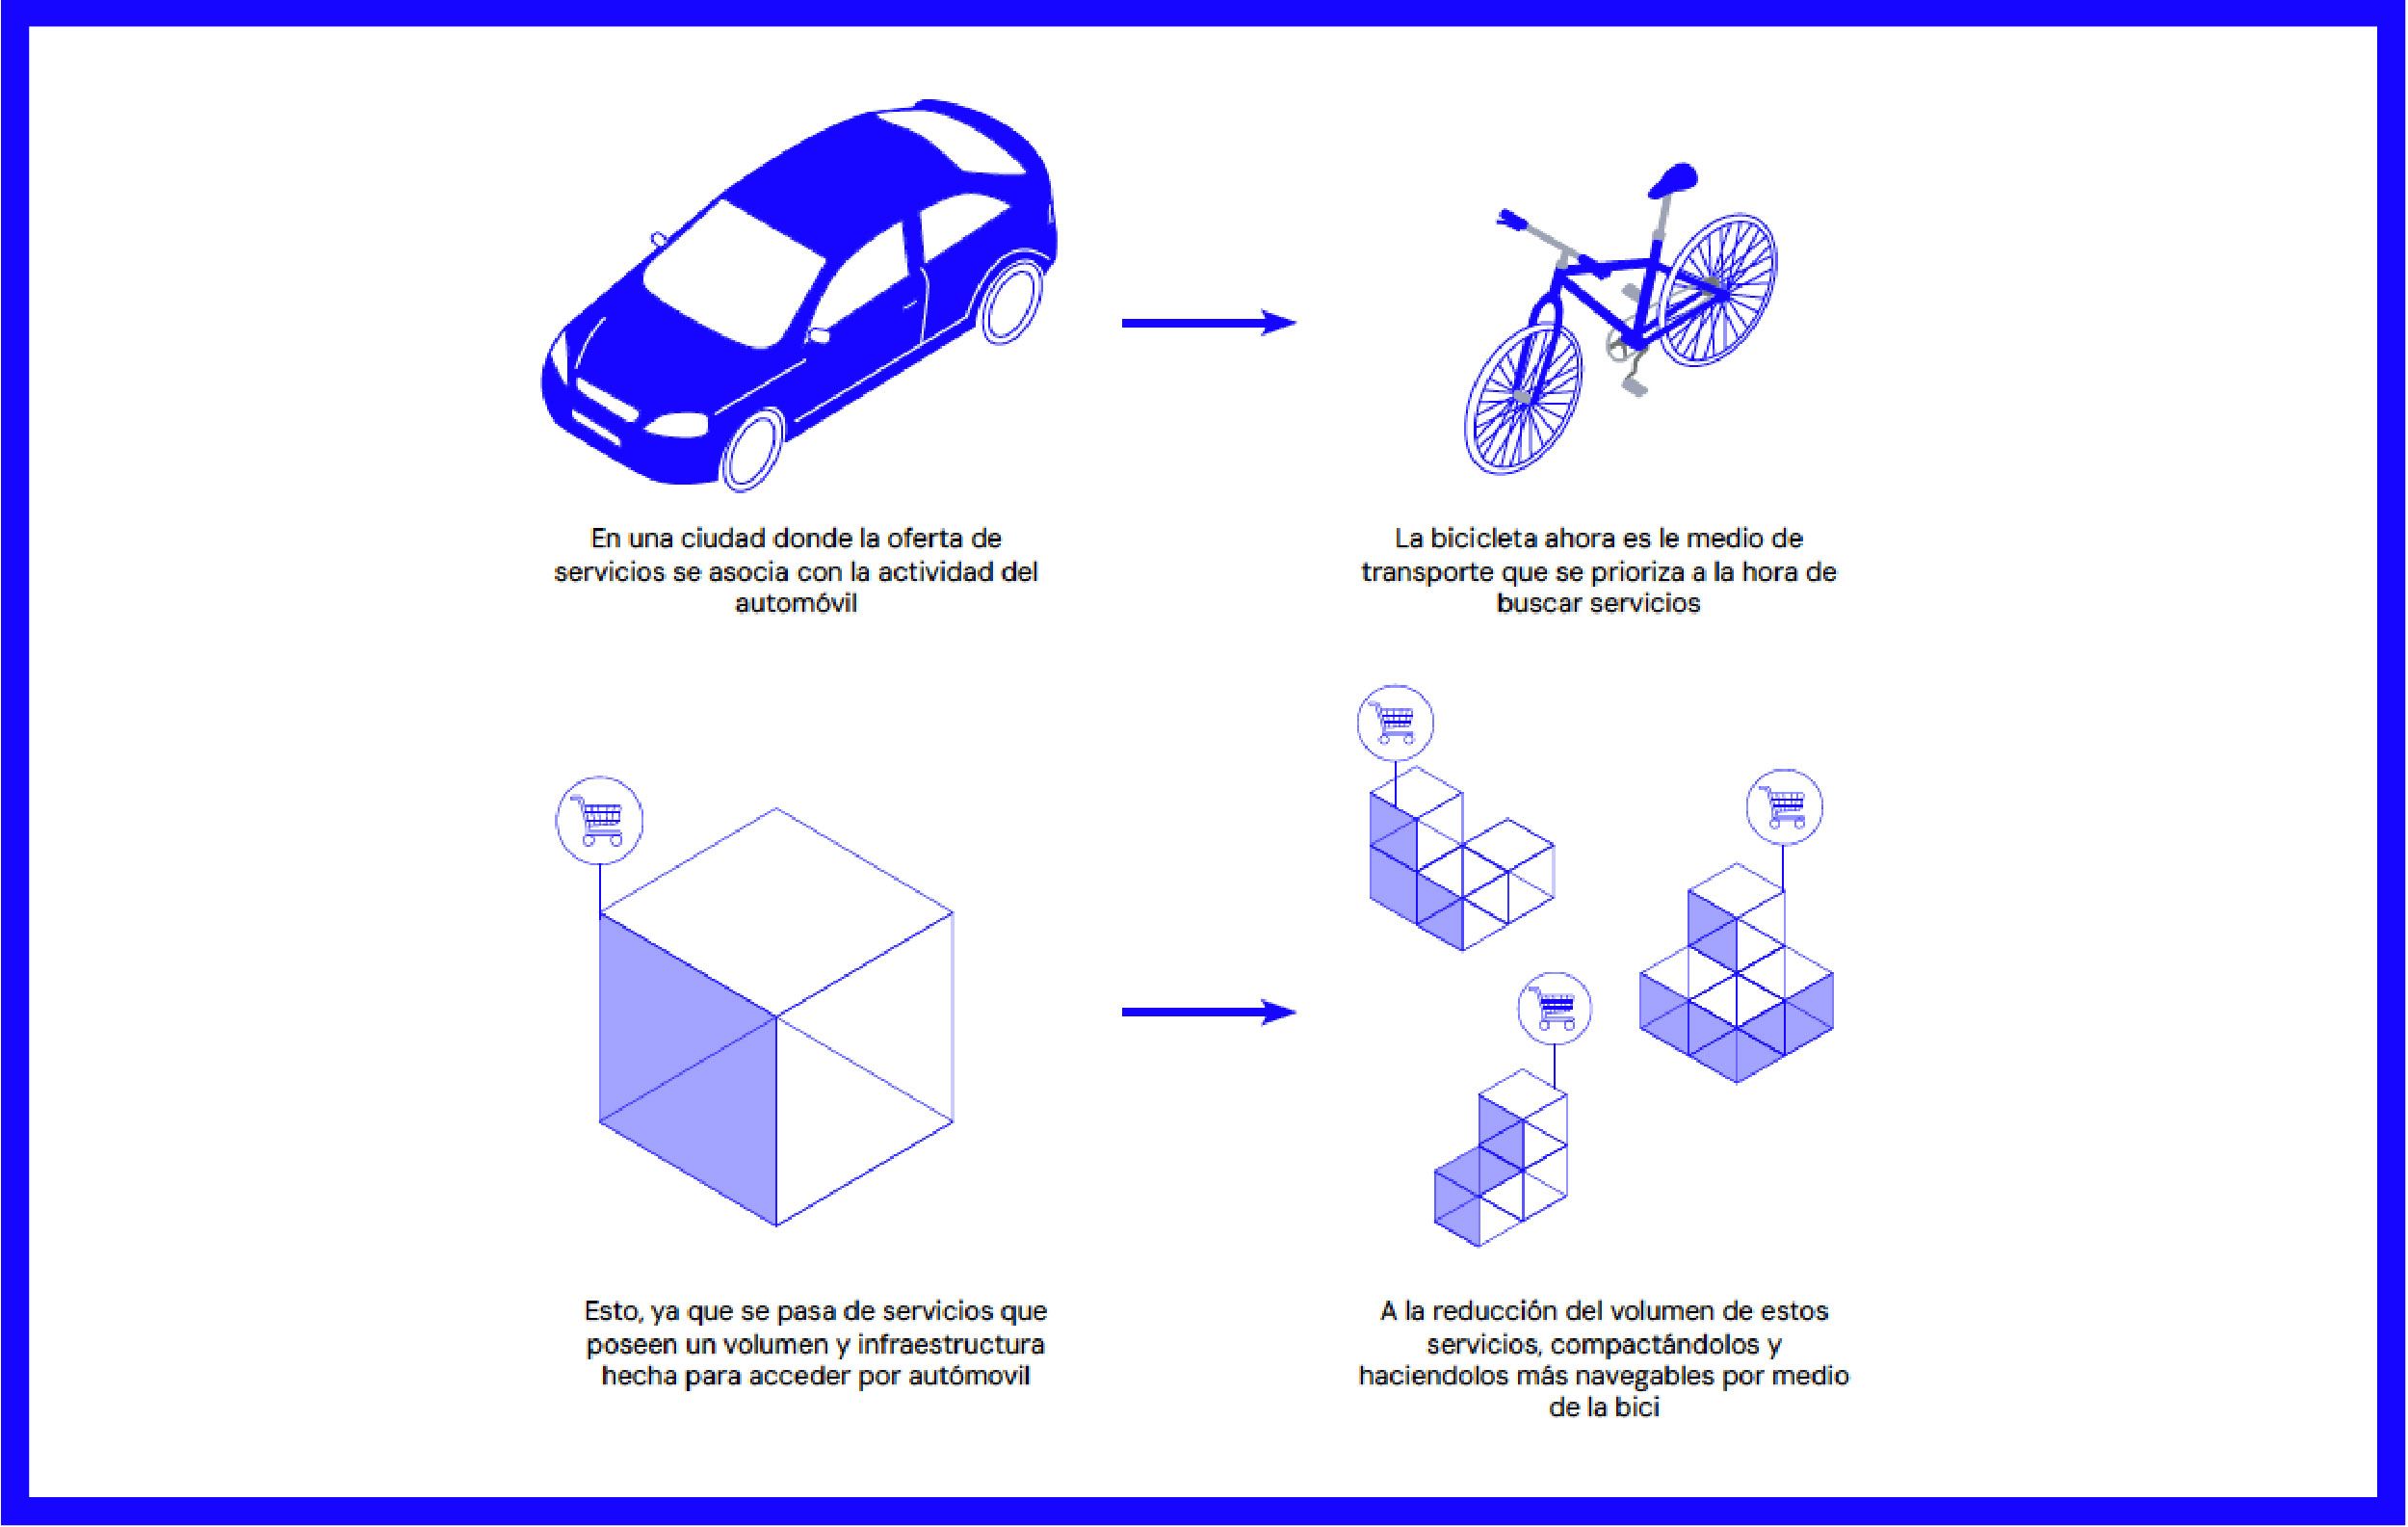 En una ciudad donde la oferta de
servicios se asocia con la actividad del
automóvil
La bicicleta ahora es le medio de
transporte que se prioriza a la hora de
buscar servicios
Esto, ya que se pasa de servicios que
poseen un volumen y infraestructura
hecha para acceder por autómovil
A la reducción del volumen de estos
servicios, compactándolos y
haciendolos más navegables por medio
de la bici